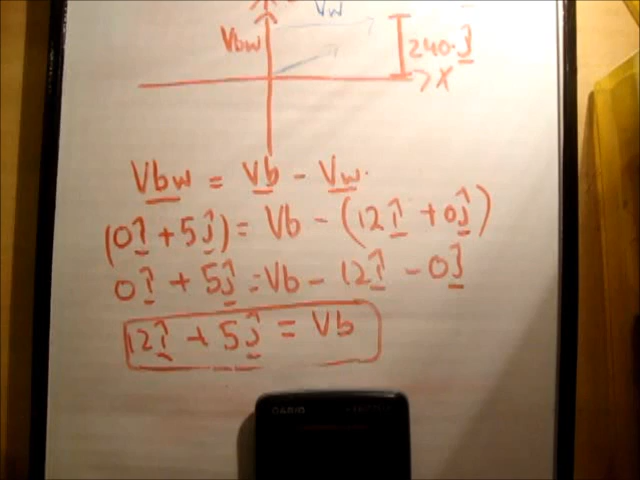 Vw
Vbw
240.ĵ
X
Vbw = Vb - Vw.
(0î + 5ĵ) = Vb - (12î + 0ĵ)
0î + 5ĵ = Vb - 12î - 0ĵ
12î + 5ĵ = Vb
CASIO